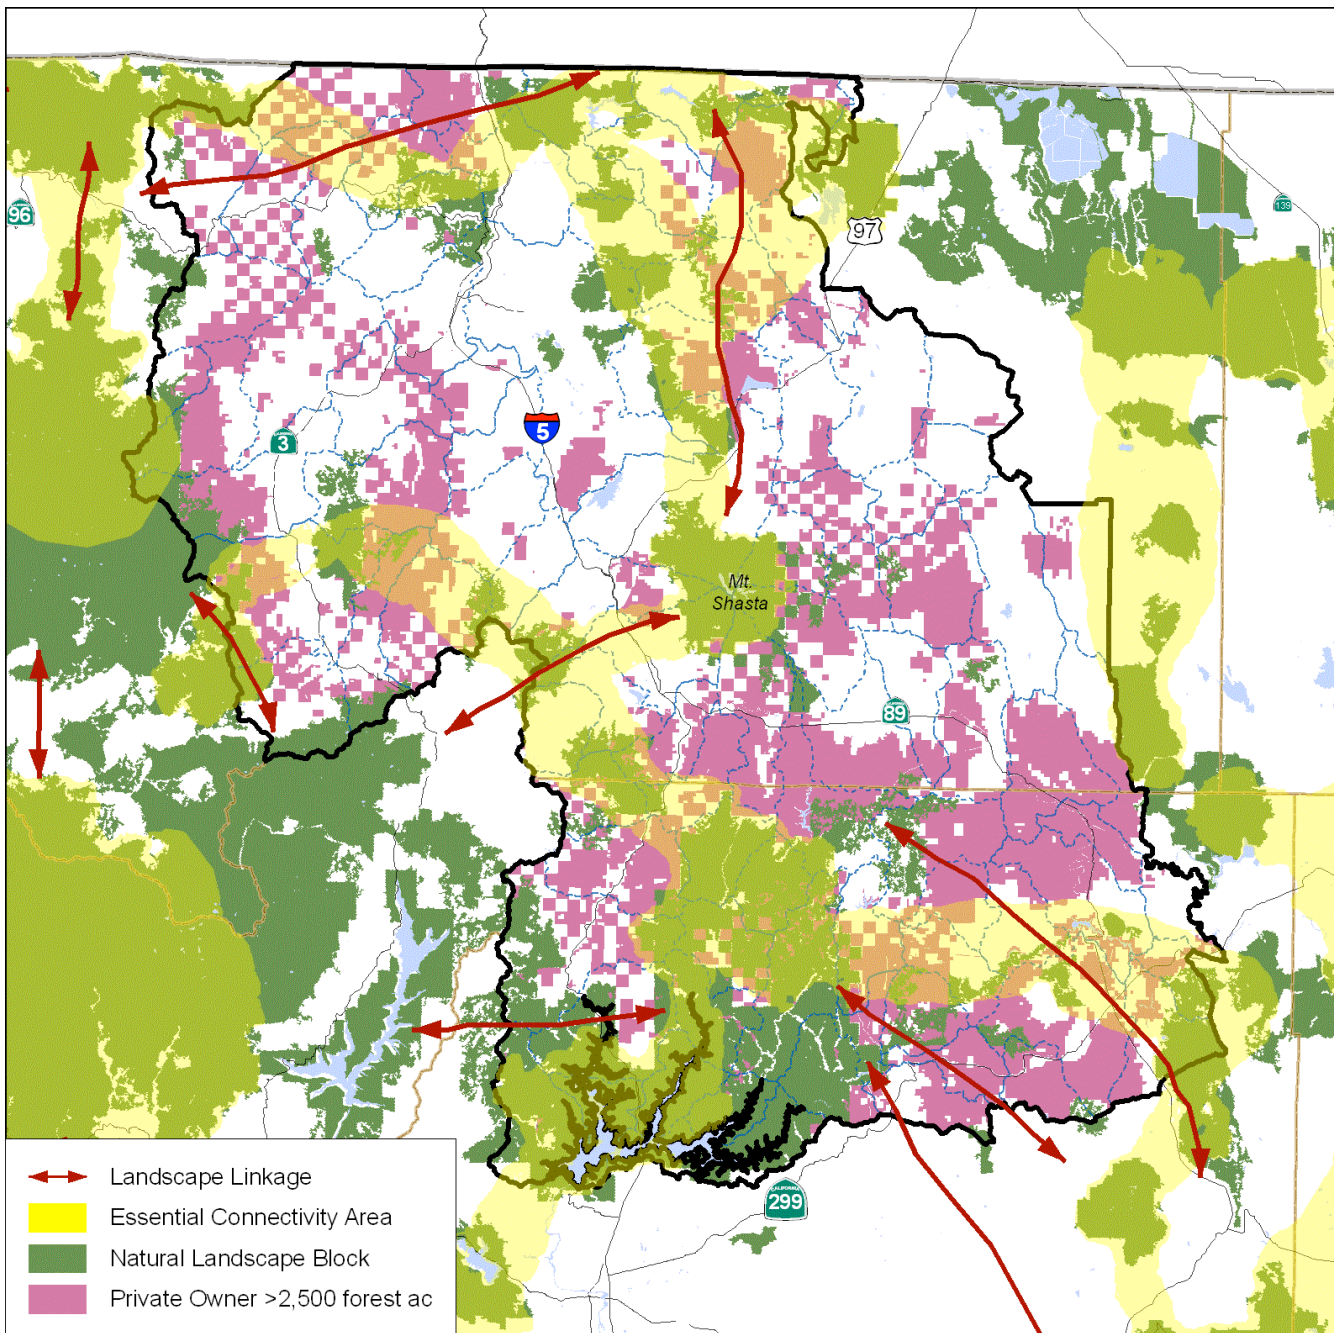 96
97
139
3
5
Mt.
Shasta
89
CALIFORNIA
299
Landscape Linkage
Essential Connectivity Area
Natural Landscape Block
Private Owner >2,500 forest ac